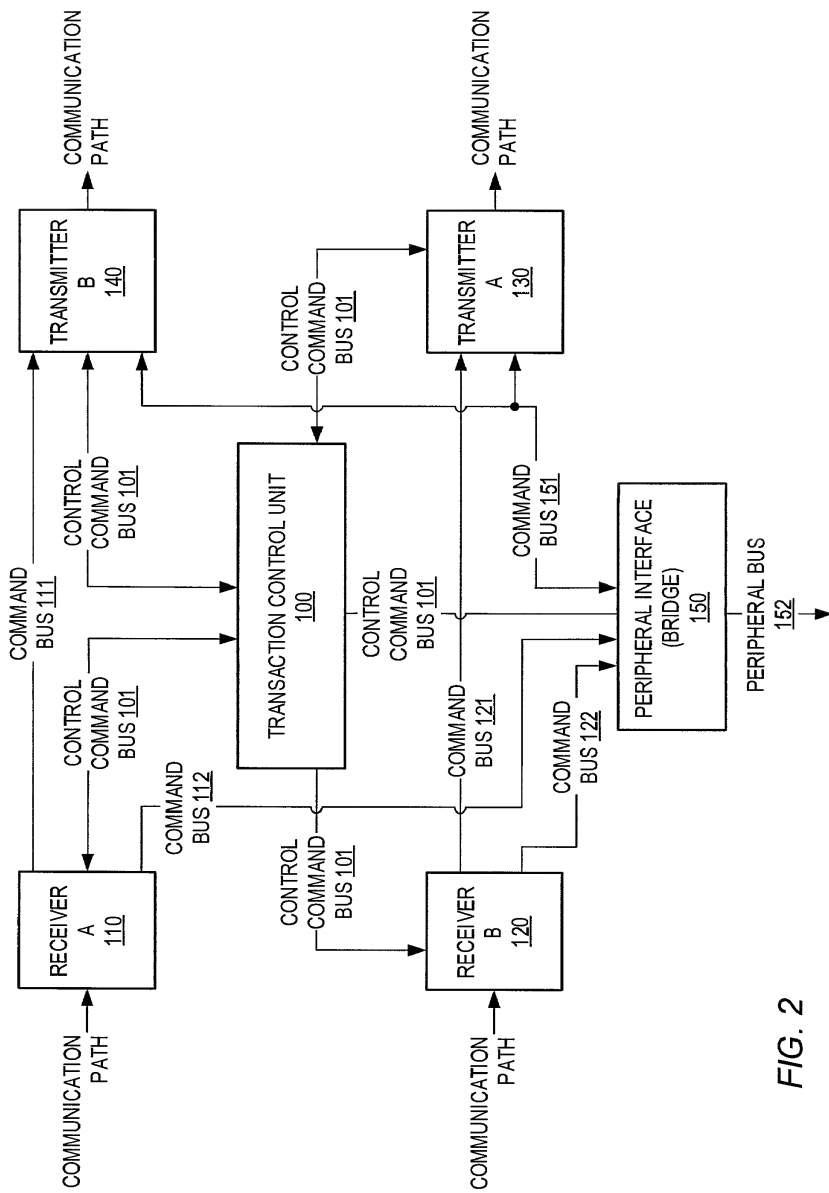 COMMUNICATION
PATH
RECEIVER
A
110
COMMAND
BUS 111
CONTROL
COMMAND
BUS 101
CONTROL
COMMAND
BUS 101
TRANSMITTER
B
140
COMMUNICATION
PATH
COMMAND
BUS 112
TRANSACTION CONTROL UNIT
100
CONTROL
COMMAND
BUS 101
CONTROL
COMMAND
BUS 101
CONTROL
COMMAND
BUS 101
COMMUNICATION
PATH
RECEIVER
B
120
COMMAND
BUS 121
COMMAND
BUS 122
COMMAND
BUS 151
TRANSMITTER
A
130
COMMUNICATION
PATH
PERIPHERAL INTERFACE
(BRIDGE)
150
PERIPHERAL BUS
152
FIG. 2